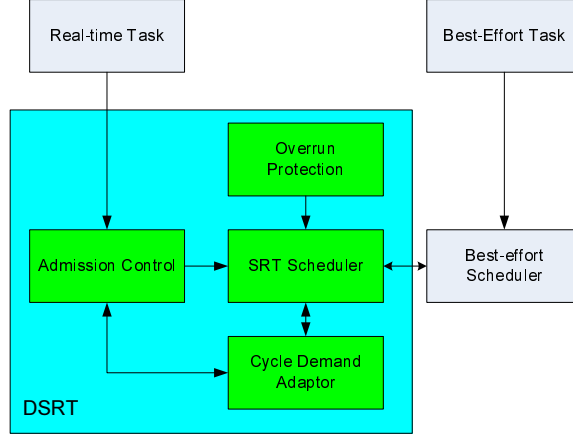 Real-time Task
Best-Effort Task
Overrun
Protection
Admission Control
SRT Scheduler
Best-effort
Scheduler
Cycle Demand
Adaptor
DSRT